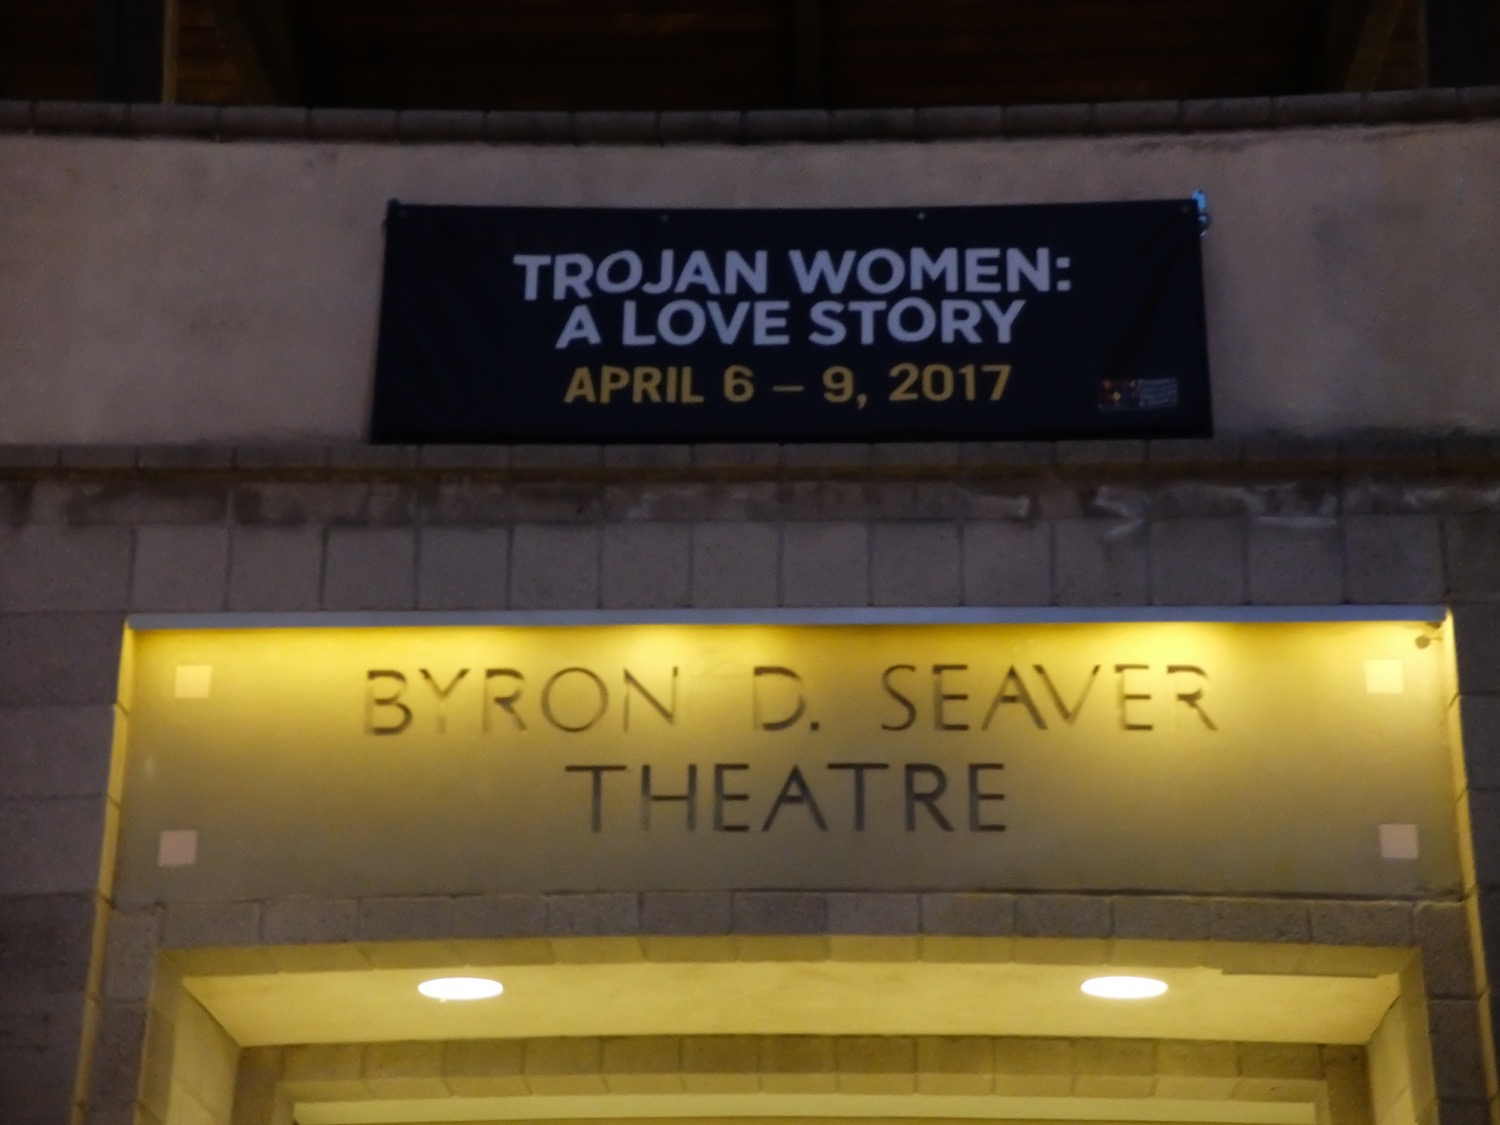 TROJAN WOMEN:
A LOVE STORY
APRIL 6 – 9, 2017
BYRON D. SEAVER
THEATRE